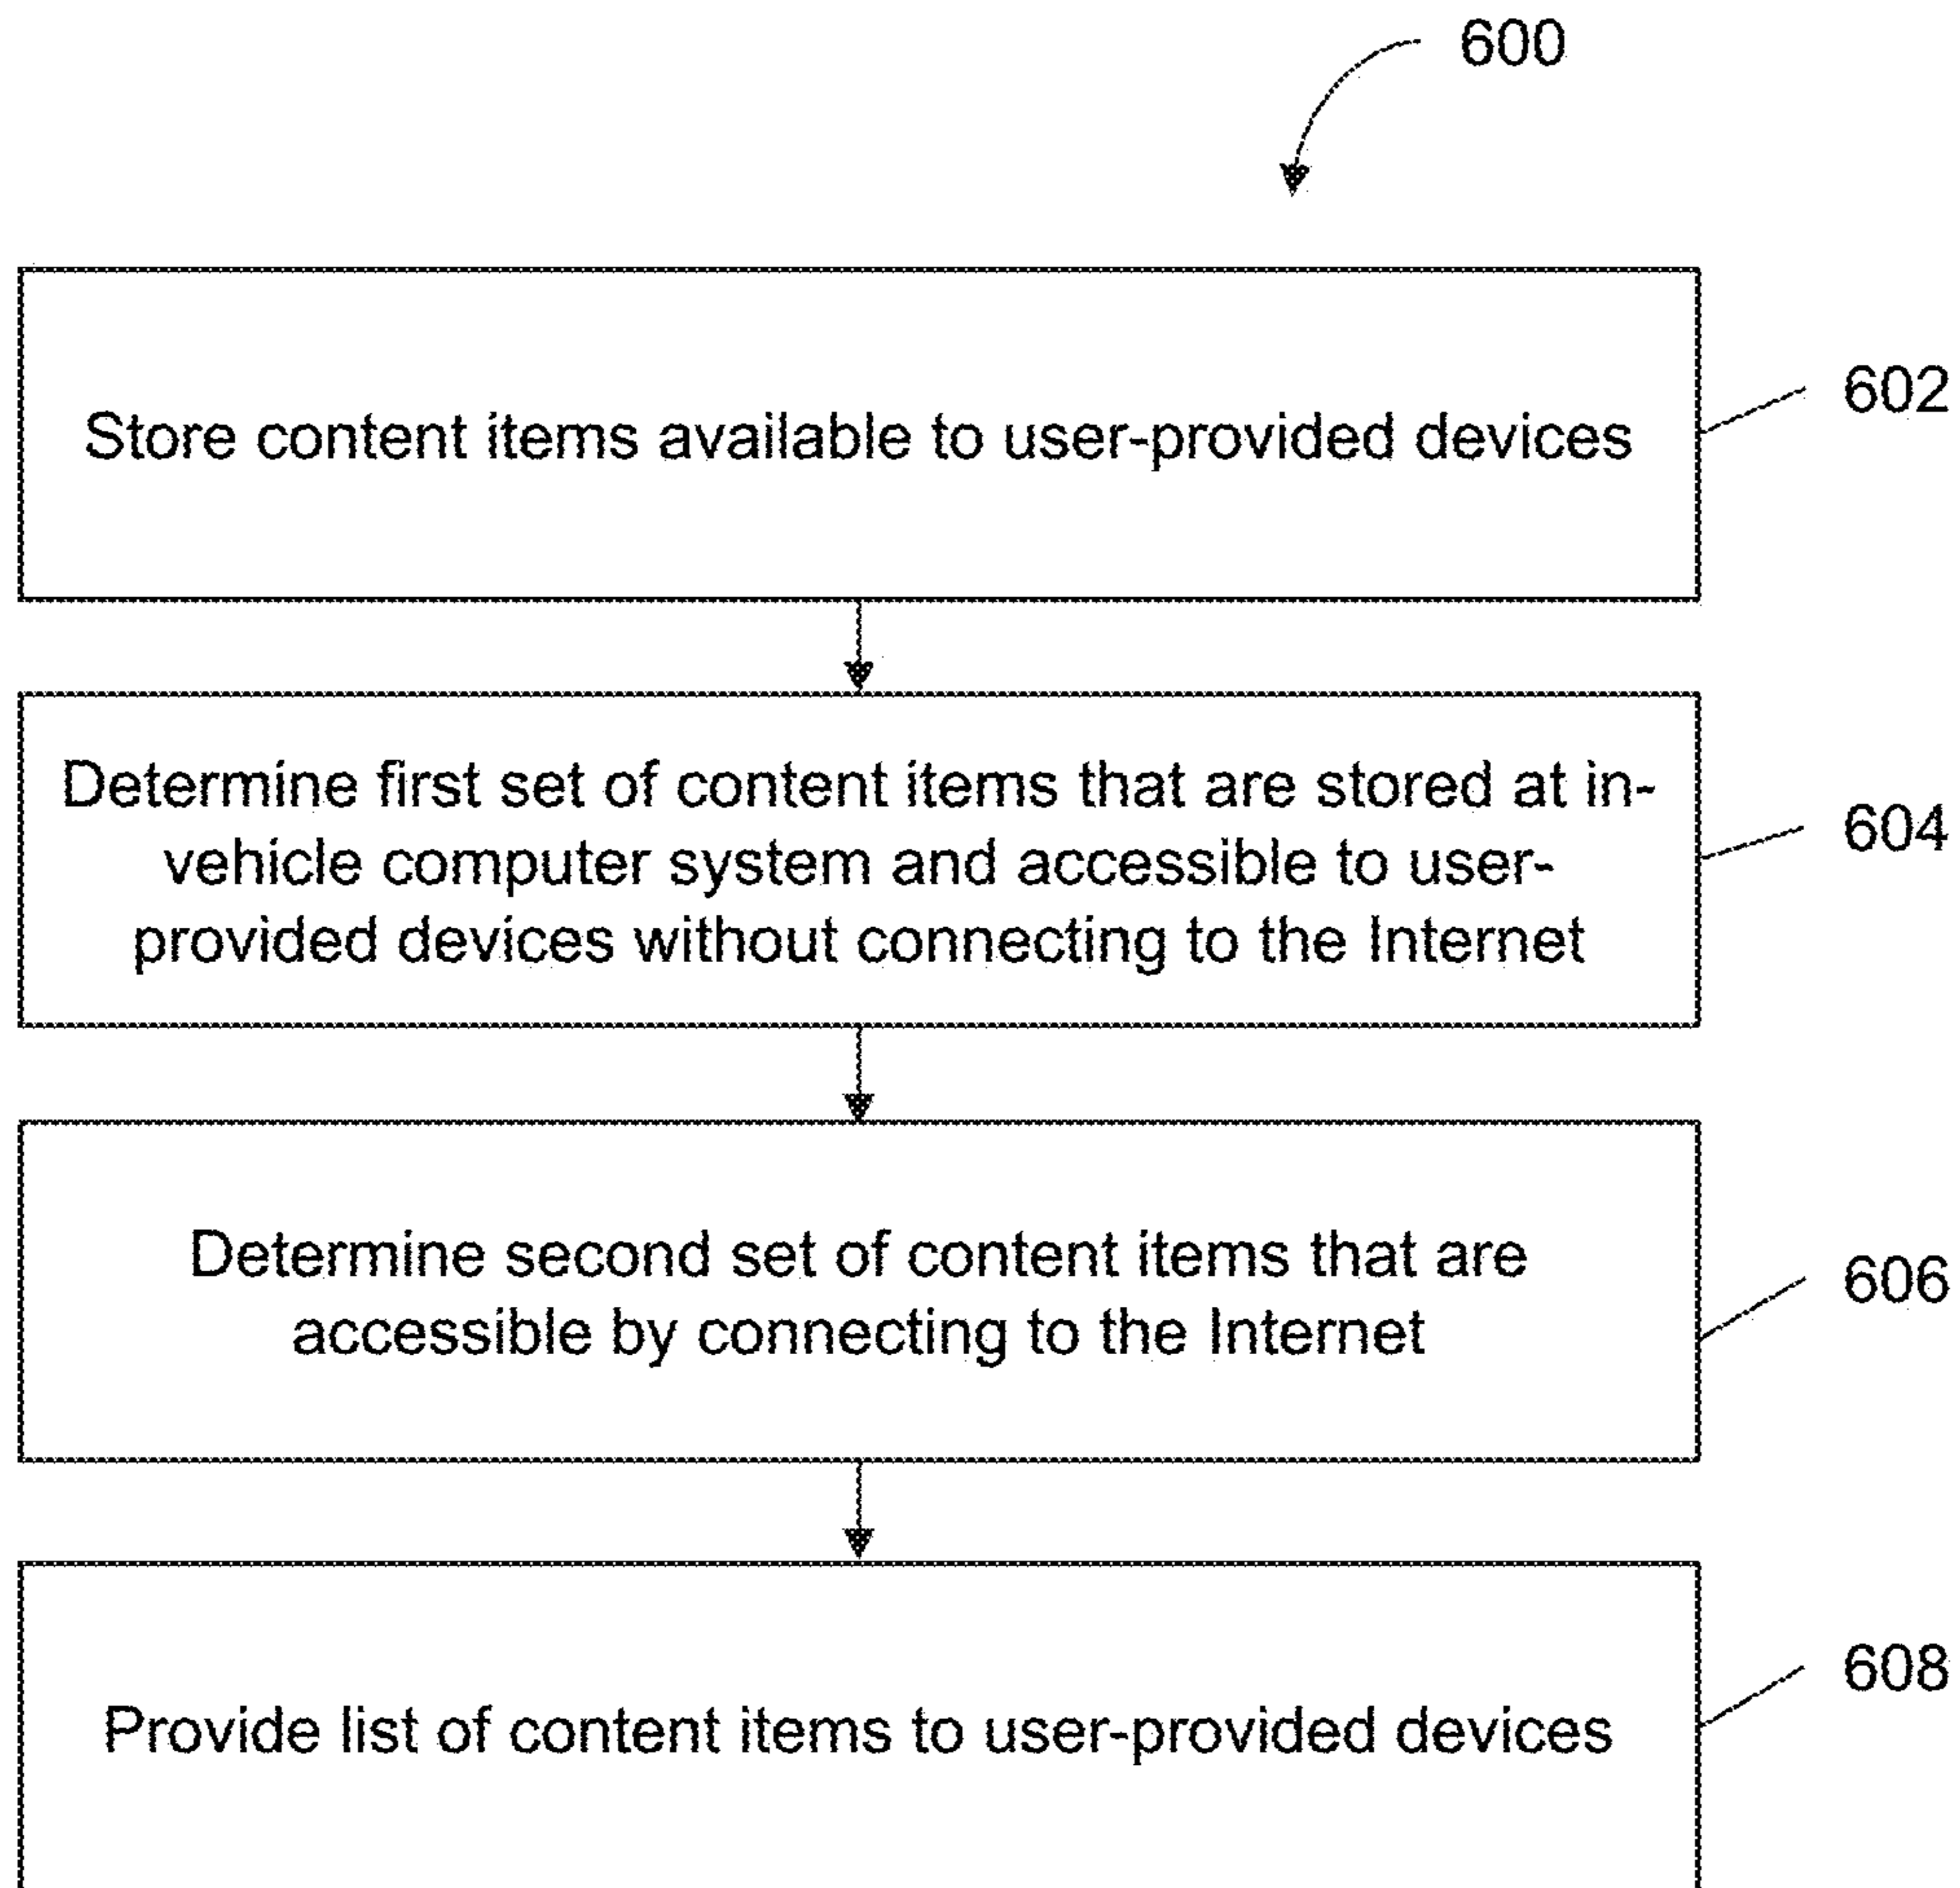 600
Store content items available to user-provided devices
602
Determine first set of content items that are stored at in-
vehicle computer system and accessible to user-
provided devices without connecting to the Internet
604
Determine second set of content items that are
accessible by connecting to the Internet
606
Provide list of content items to user-provided devices
608